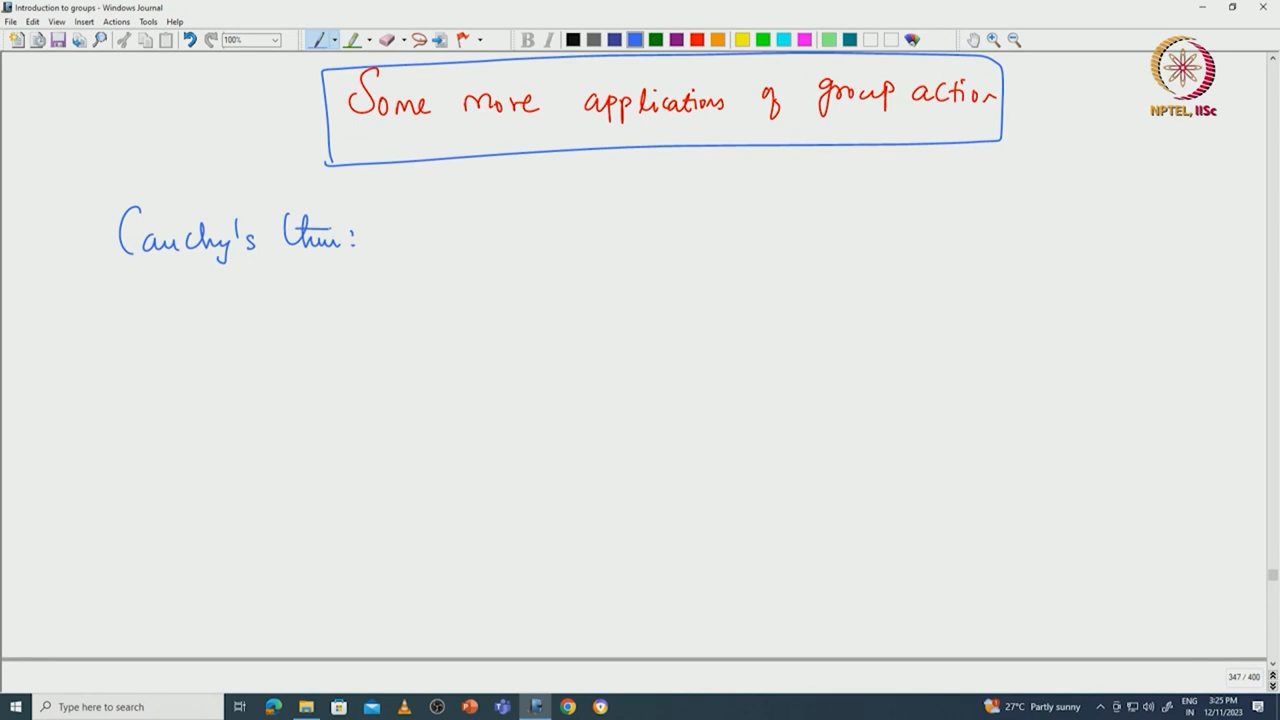 Introduction to groups - Windows Journal
File Edit View Insert Actions Tools Help
100%
Some more applications of group action
NPTEL, IISc
Cauchy's thm:
347 / 400
Type here to search
27°C Partly sunny
ENG
IN
3:25 PM
12/11/2023